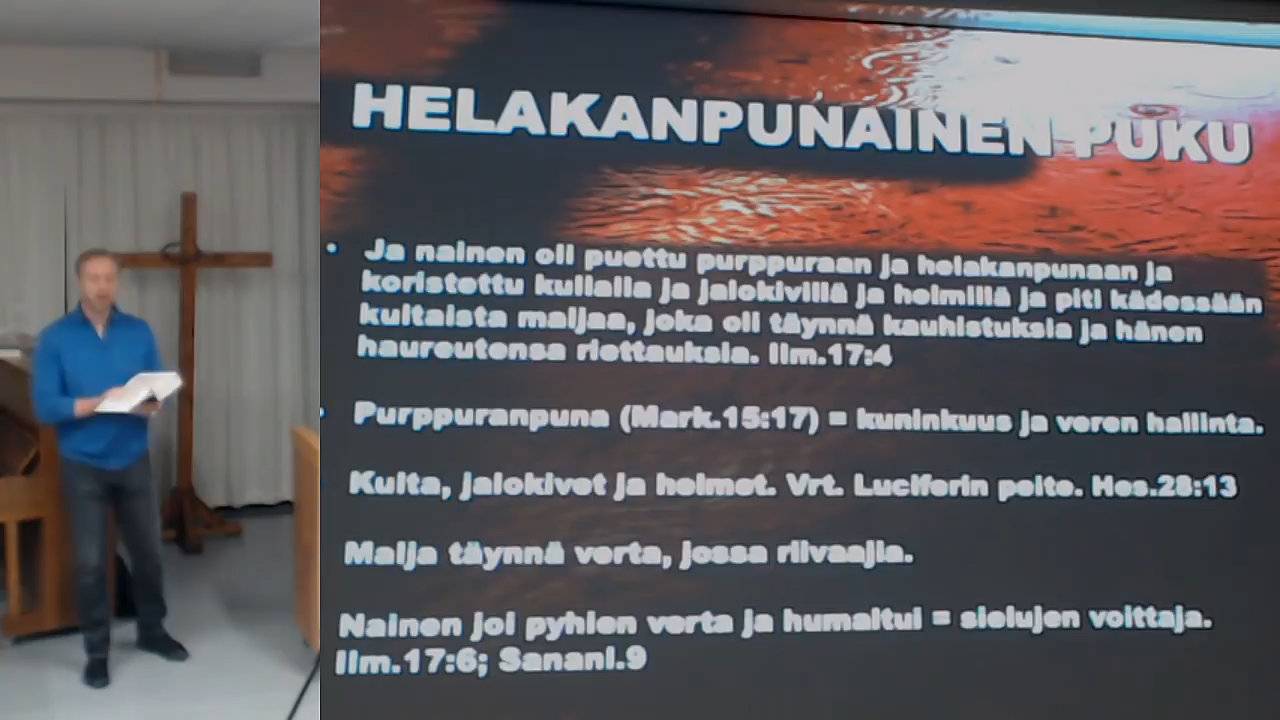 HELAKANPUNAINEN PUKU
• Ja nainen oli puettu purppuraan ja helakanpunaan ja
koristettu kullalla ja jalokivillä ja helmillä ja piti kädessään
kultaista maljaa, joka oli täynnä kauhistuksia ja hänen
haureutensa riettauksia. Ilm.17:4
• Purppuranpuna (Mark.15:17) = kuninkuus ja veren hallinta.
Kulta, jalokivet ja helmet. Vrt. Luciferin peite. Hes.28:13
Malja täynnä verta, jossa riivaajia.
Nainen joi pyhien verta ja humaltui = sielujen voittaja.
Ilm.17:6; Sananl.9